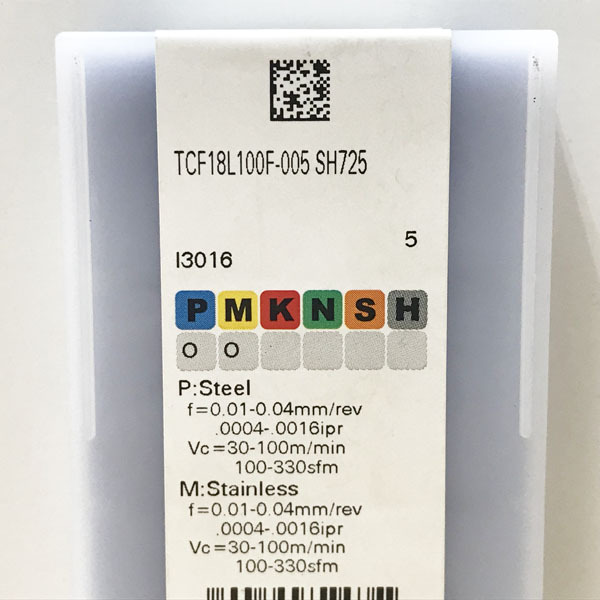 TCF18L100F-005 SH725
5
I3016
P M K N S H
O O
P:Steel
f=0.01-0.04mm/rev
.0004-.0016ipr
Vc=30-100m/min
100-330sfm
M:Stainless
f=0.01-0.04mm/rev
.0004-.0016ipr
Vc=30-100m/min
100-330sfm